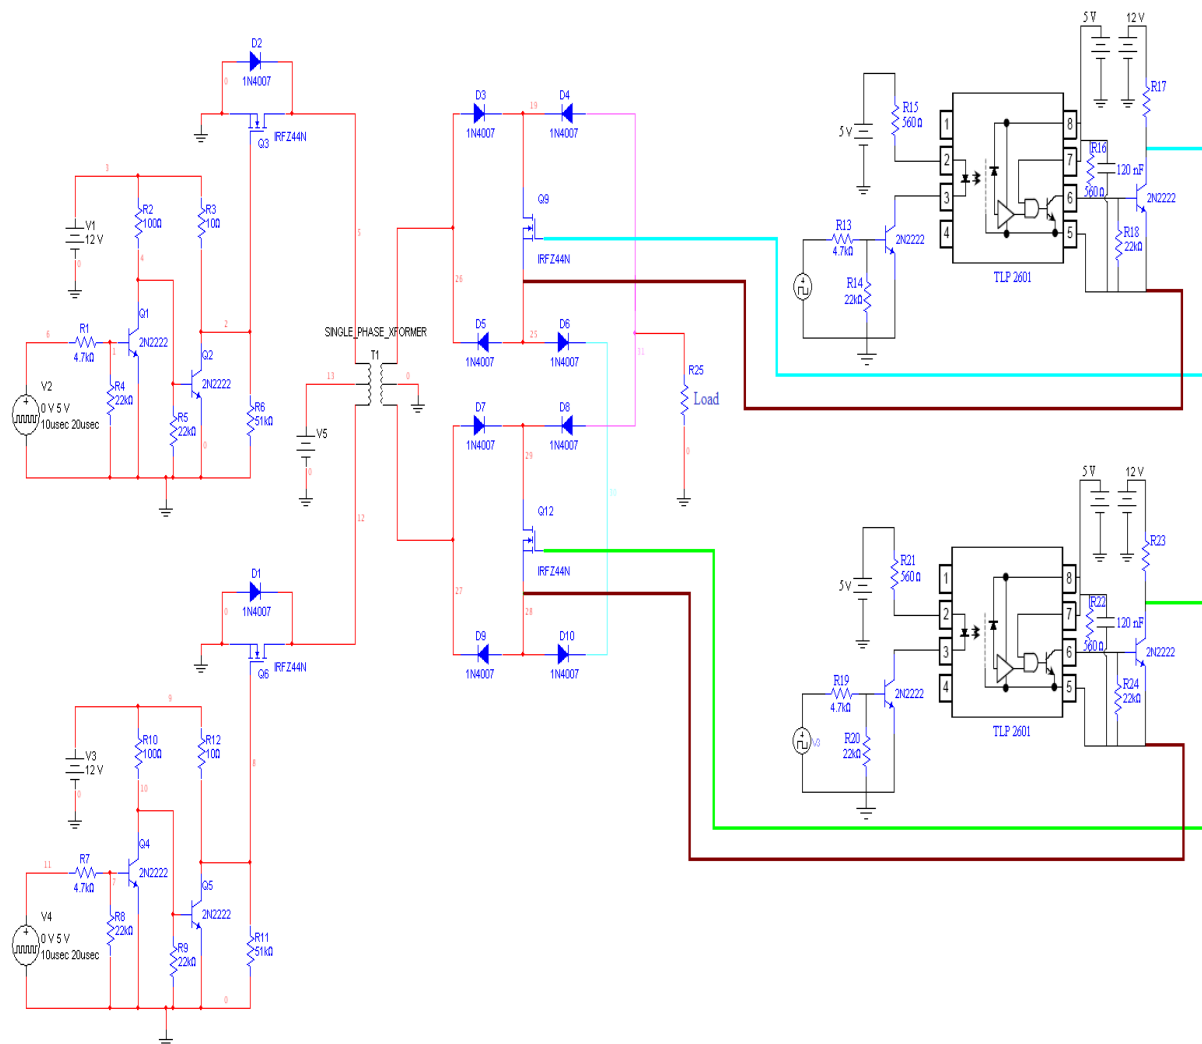 D2
1N4007
0
0
Q3
IRFZ44N
3
V1
12 V
0
R2
100Ω
R3
10Ω
4
Q1
2N2222
2
6
R1
4.7kΩ
1
Q2
2N2222
V2
0 V 5 V
10usec 20usec
R4
22kΩ
R5
22kΩ
R6
51kΩ
0
5
SINGLE_PHASE_XFORMER
T1
13
0
V5
0
12
D1
1N4007
0
0
Q6
IRFZ44N
9
V3
12 V
0
R10
100Ω
R12
10Ω
8
10
Q4
2N2222
11
R7
4.7kΩ
7
Q5
2N2222
V4
0 V 5 V
10usec 20usec
R8
22kΩ
R9
22kΩ
R11
51kΩ
0
D3
1N4007
19
D4
1N4007
Q9
IRFZ44N
26
D5
1N4007
25
D6
1N4007
31
R25
Load
0
D7
1N4007
D8
1N4007
29
Q12
IRFZ44N
27
28
D9
1N4007
D10
1N4007
5 V
12 V
R17
R15
560Ω
5 V
1
2
3
4
8
7
6
5
R16
560Ω
120 nF
2N2222
R18
22kΩ
R13
4.7kΩ
2N2222
R14
22kΩ
TLP 2601
5 V
12 V
R23
R21
560Ω
5V
1
2
3
4
8
7
6
5
R22
560Ω
120 nF
2N2222
R24
22kΩ
R19
4.7kΩ
2N2222
R20
22kΩ
TLP 2601